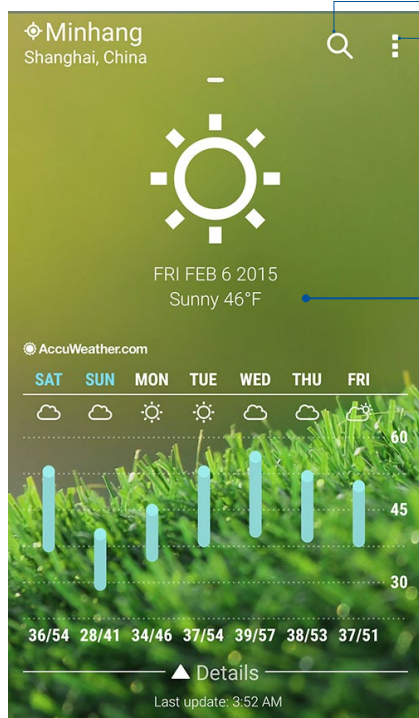 Minhang
Shanghai, China
FRI FEB 6 2015
Sunny 46°F
AccuWeather.com
SAT SUN MON TUE WED THU FRI
60
45
30
36/54 28/41 34/46 37/54 39/57 38/53 37/51
Details
Last update: 3:52 AM